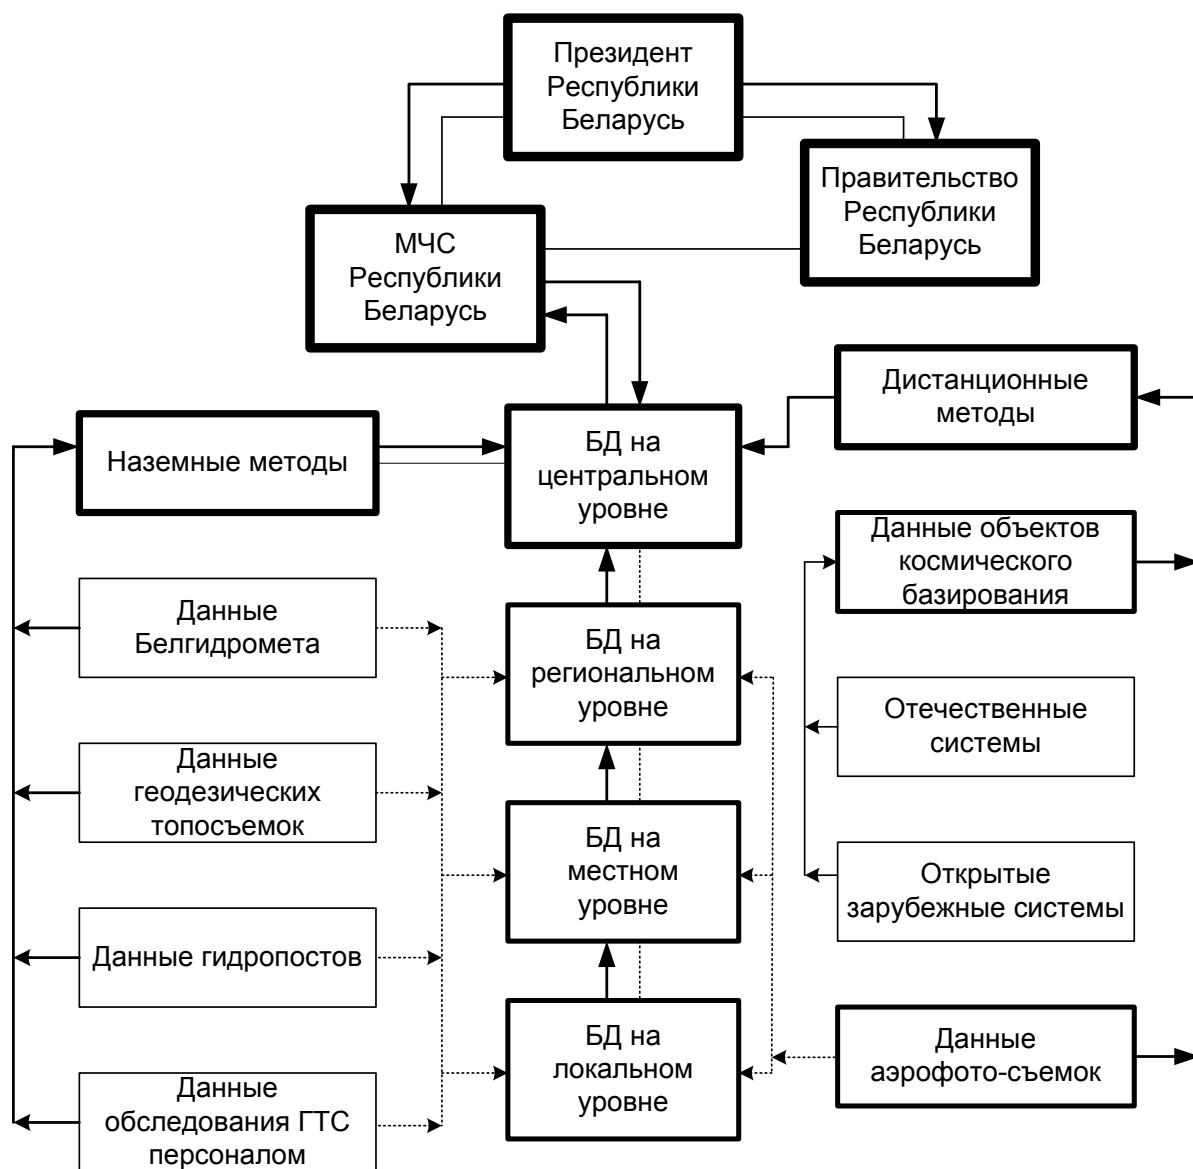 Президент
Республики
Беларусь
Правительство
Республики
Беларусь
МЧС
Республики
Беларусь
Дистанционные
методы
Наземные методы
БД на
центральном
уровне
Данные объектов
космического
базирования
Данные
Белгидромета
БД на
региональном
уровне
Отечественные
системы
Данные
геодезических
топосъемок
БД на
местном
уровне
Открытые
зарубежные системы
Данные гидропостов
БД на
локальном
уровне
Данные
аэрофото-съемок
Данные
обследования ГТС
персоналом